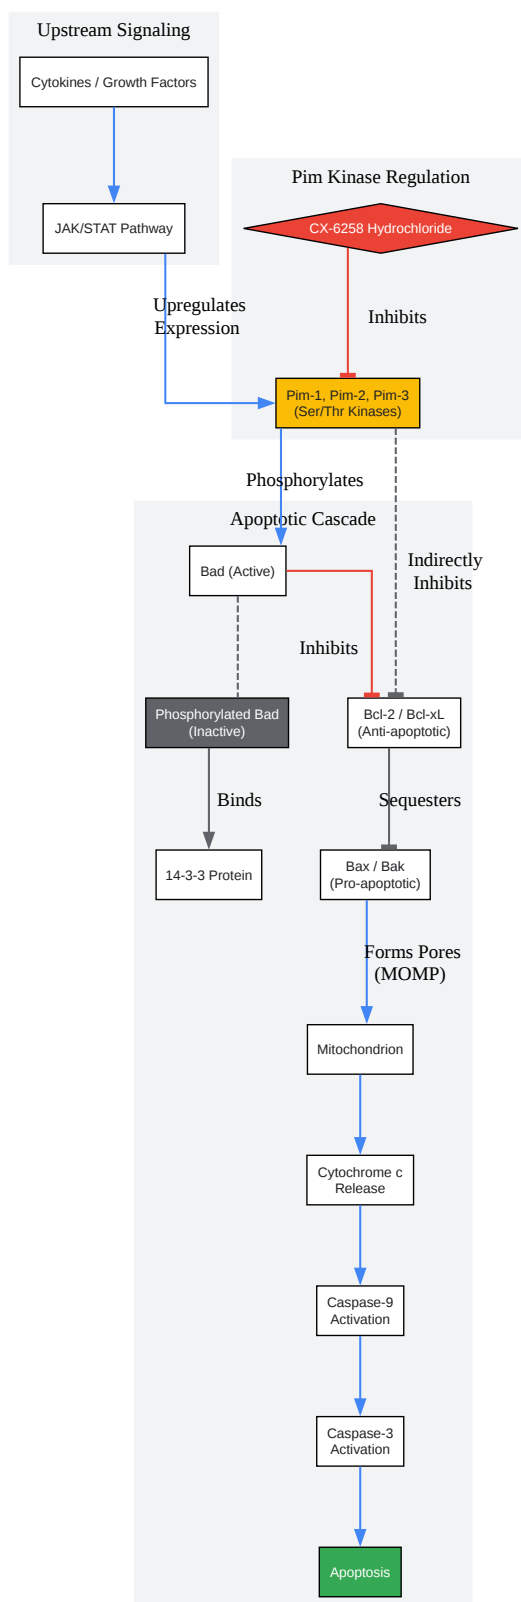 Upstream Signaling
Cytokines / Growth Factors
JAK/STAT Pathway
Pim Kinase Regulation
CX-6258 Hydrochloride
Upregulates
Expression
Inhibits
Pim-1, Pim-2, Pim-3
(Ser/Thr Kinases)
Phosphorylates
Apoptotic Cascade
Bad (Active)
Indirectly
Inhibits
Inhibits
Phosphorylated Bad
(Inactive)
Bcl-2 / Bcl-xL
(Anti-apoptotic)
Binds
Sequesters
14-3-3 Protein
Bax / Bak
(Pro-apoptotic)
Forms Pores
(MOMP)
Mitochondrion
Cytochrome c
Release
Caspase-9
Activation
Caspase-3
Activation
Apoptosis